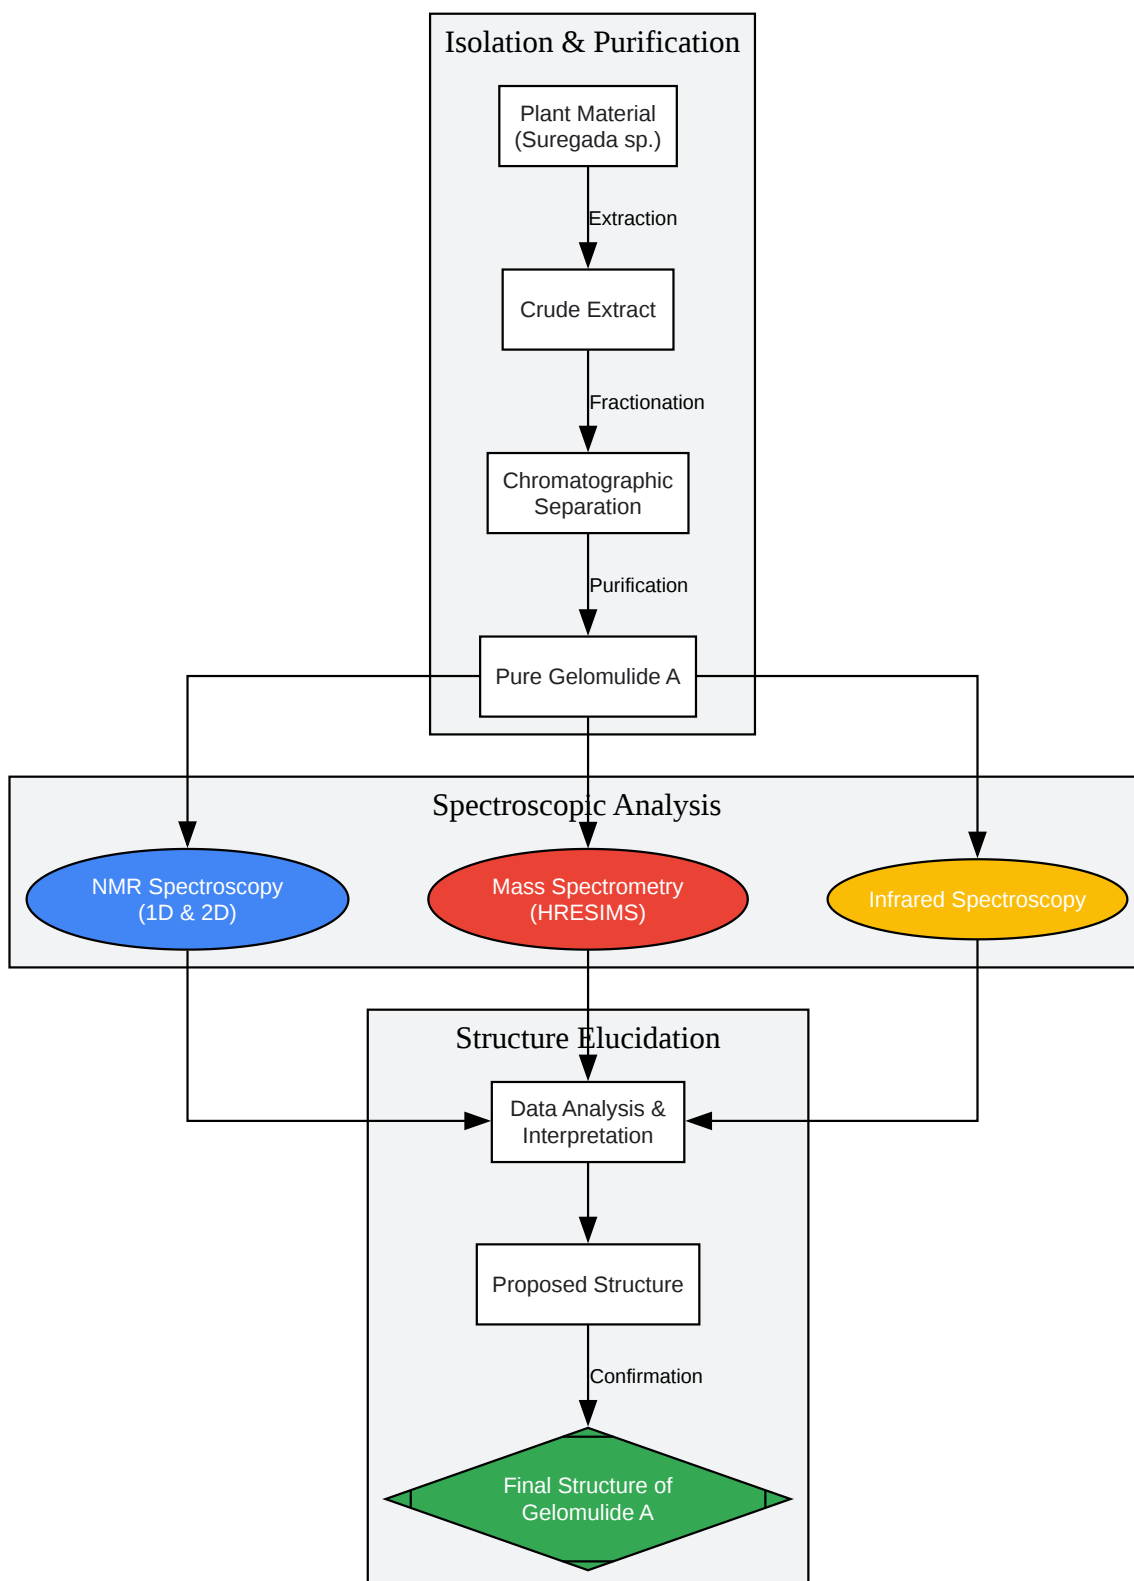 Isolation & Purification
Plant Material
(Suregada sp.)
Extraction
Crude Extract
Fractionation
Chromatographic
Separation
Purification
Pure Gelomulide A
Spectroscopic Analysis
NMR Spectroscopy
(1D & 2D)
Mass Spectrometry
(HRESIMS)
Infrared Spectroscopy
Structure Elucidation
Data Analysis &
Interpretation
Proposed Structure
Confirmation
Final Structure of
Gelomulide A